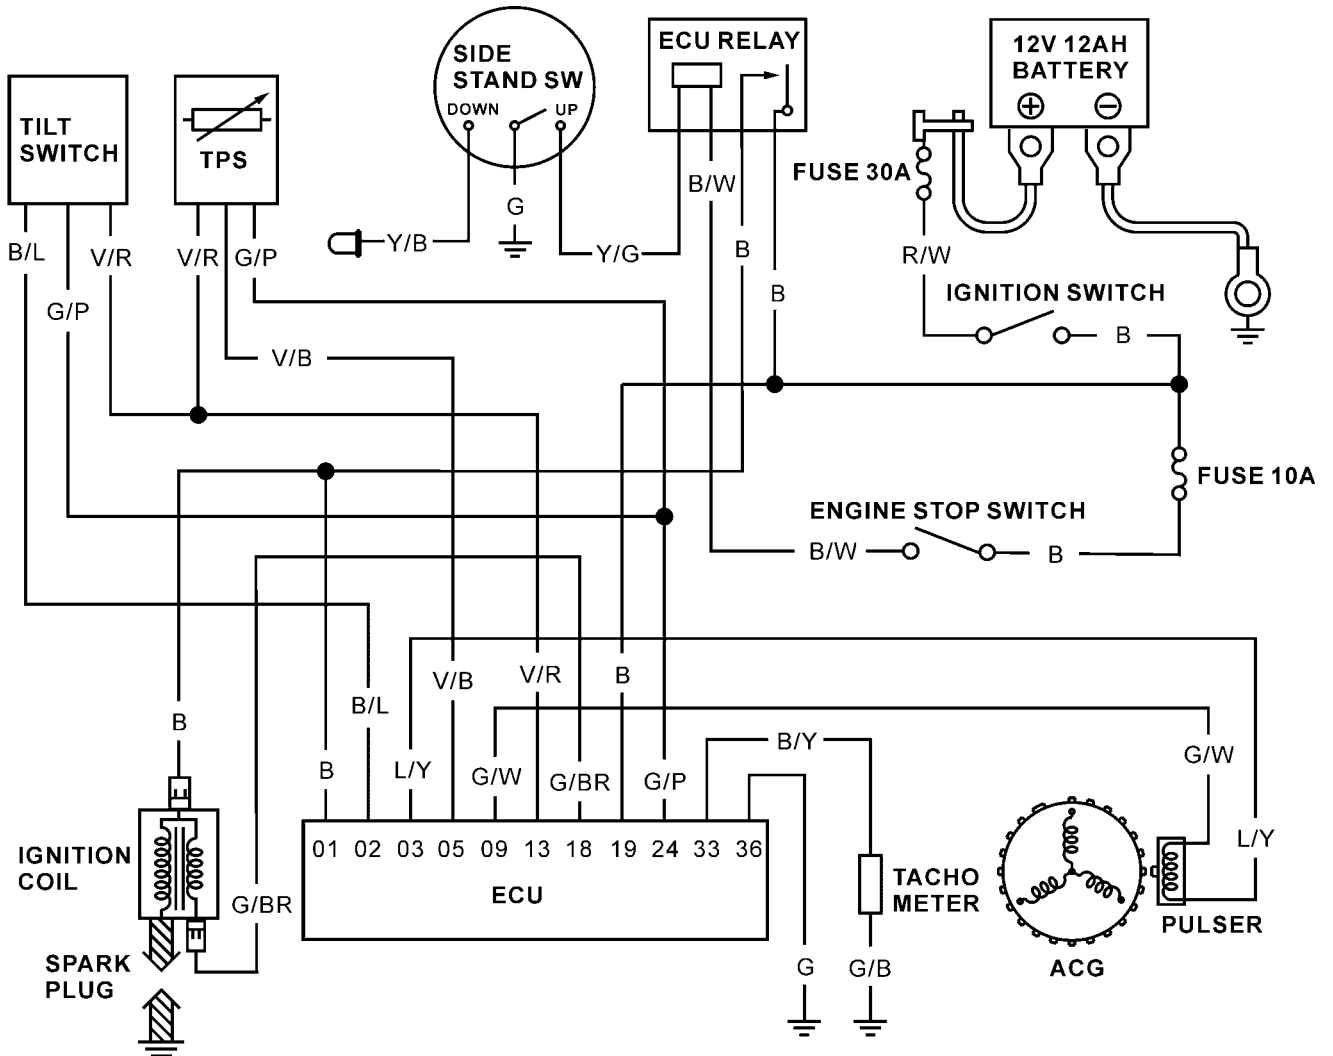 SIDE
STAND SW
DOWN
UP
ECU RELAY
12V 12AH
BATTERY
+
−
TILT
SWITCH
TPS
FUSE 30A
B/W
G
B/L
V/R
V/R
G/P
Y/B
Y/G
B
R/W
G/P
B
IGNITION SWITCH
B
V/B
FUSE 10A
ENGINE STOP SWITCH
B/W
B
V/B
V/R
B
B/L
B
B
L/Y
G/W
G/BR
G/P
B/Y
G/W
L/Y
01 02 03 05 09 13 18 19 24 33 36
ECU
IGNITION
COIL
G/BR
TACHO
METER
PULSER
SPARK
PLUG
G
G/B
ACG